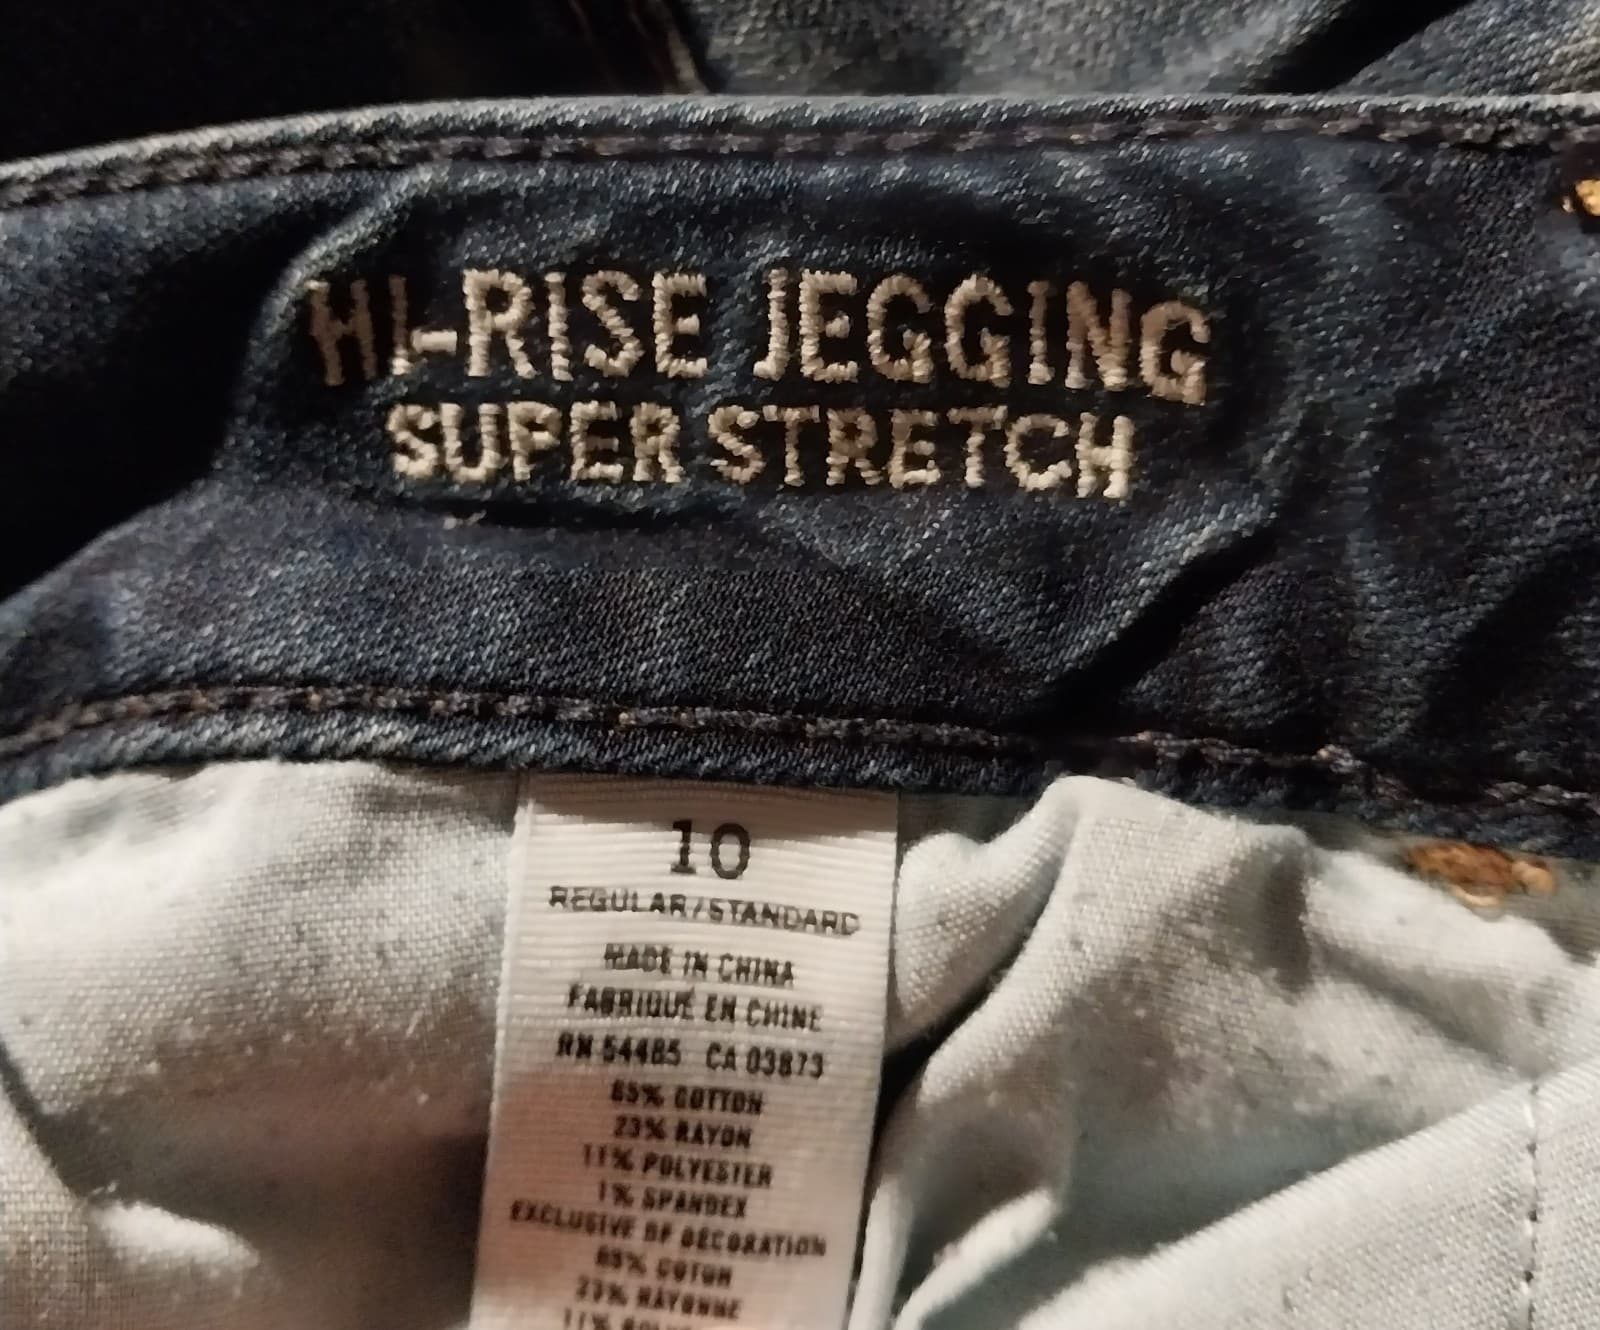 HI-RISE JEGGING
SUPER STRETCH
10
REGULAR/STANDARD
MADE IN CHINA
FABRIQUÉ EN CHINE
RN 54485 CA 03873
65% COTTON
23% RAYON
11% POLYESTER
1% SPANDEX
EXCLUSIVE OF DECORATION
65% COTON
23% RAYONNE
11%